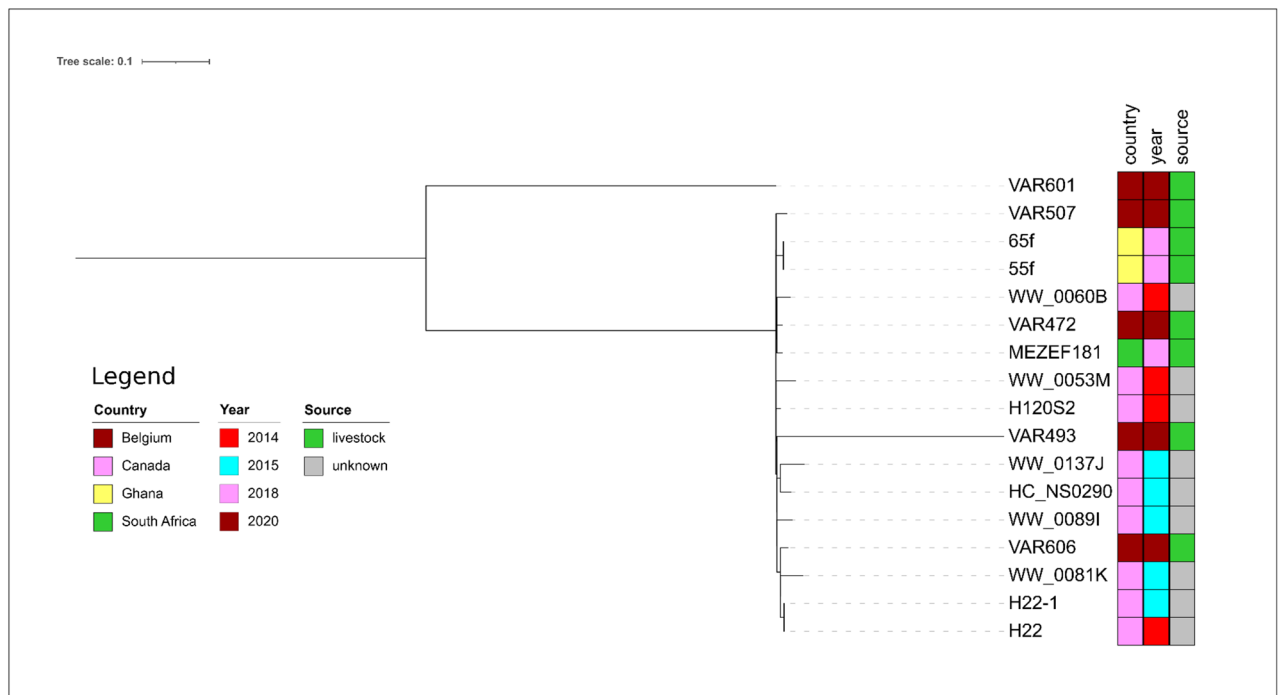 Tree scale: 0.1
country
year
source
VAR601
VAR507
65f
55f
WW_0060B
VAR472
MEZEF181
WW_0053M
H120S2
VAR493
WW_0137J
HC_NS0290
WW_0089I
VAR606
WW_0081K
H22-1
H22
Legend
Country Year Source
Belgium 2014 livestock
Canada 2015 unknown
Ghana 2018
South Africa 2020